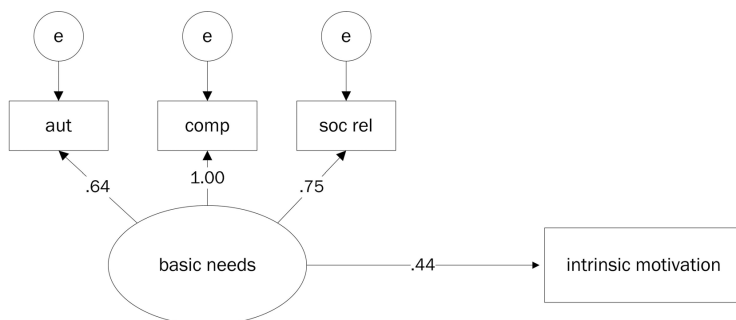 e
e
e
aut
comp
soc rel
.64
1.00
.75
basic needs
.44
intrinsic motivation